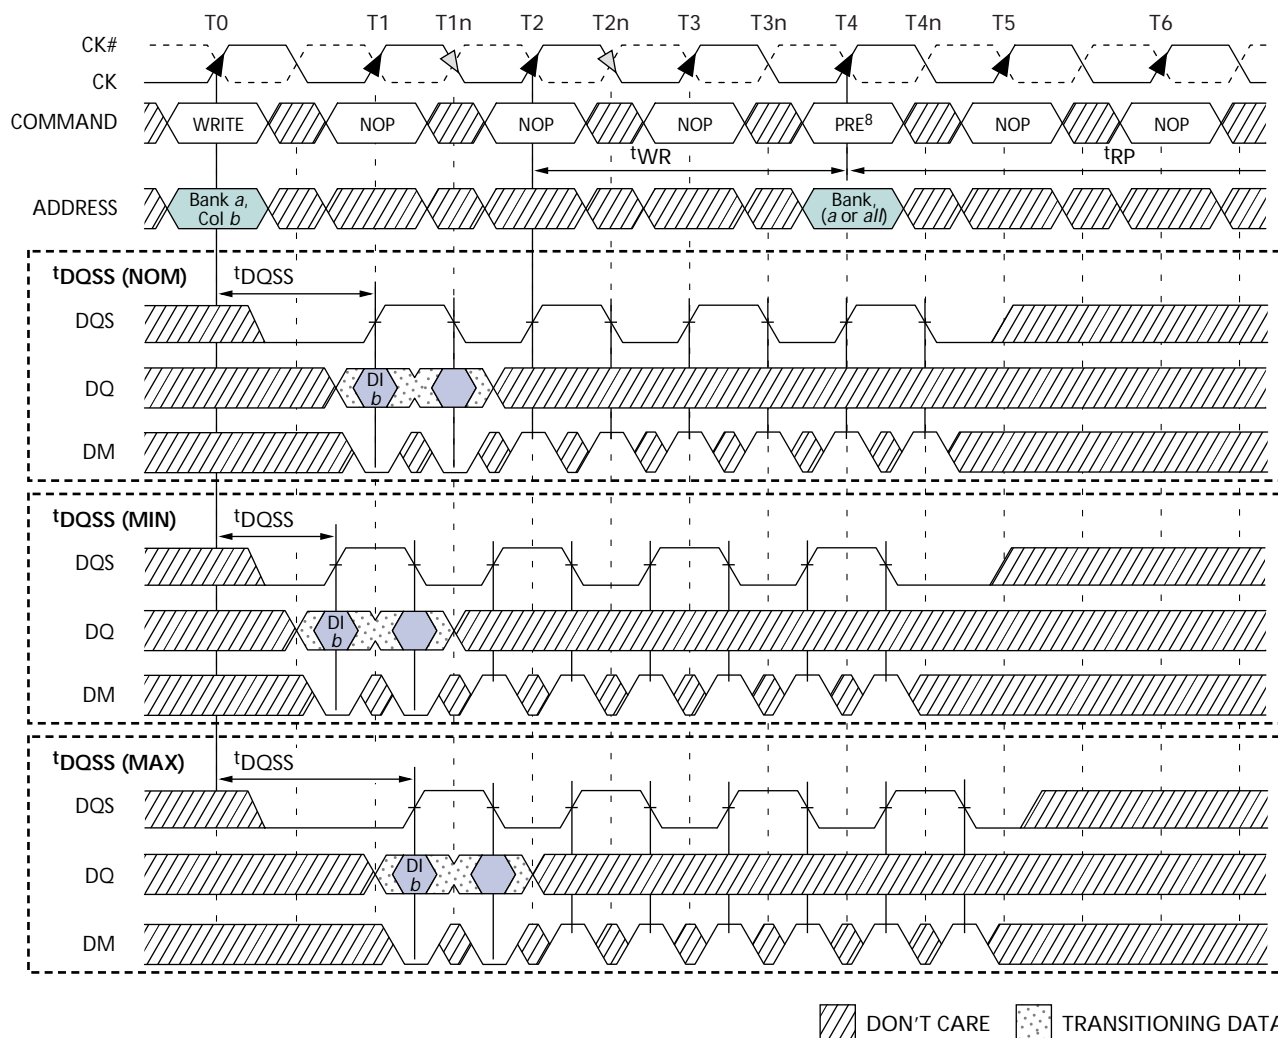 T0 T1 T1n T2 T2n T3 T3n T4 T4n T5 T6
CK#
CK
COMMAND WRITE NOP NOP NOP PRE8 NOP NOP
tWR tRP
ADDRESS Bank a, Col b Bank, (a or all)
tDQSS (NOM) tDQSS
DQS
DQ DI b
DM
tDQSS (MIN) tDQSS
DQS
DQ DI b
DM
tDQSS (MAX) tDQSS
DQS
DQ DI b
DM
DON'T CARE TRANSITIONING DATA